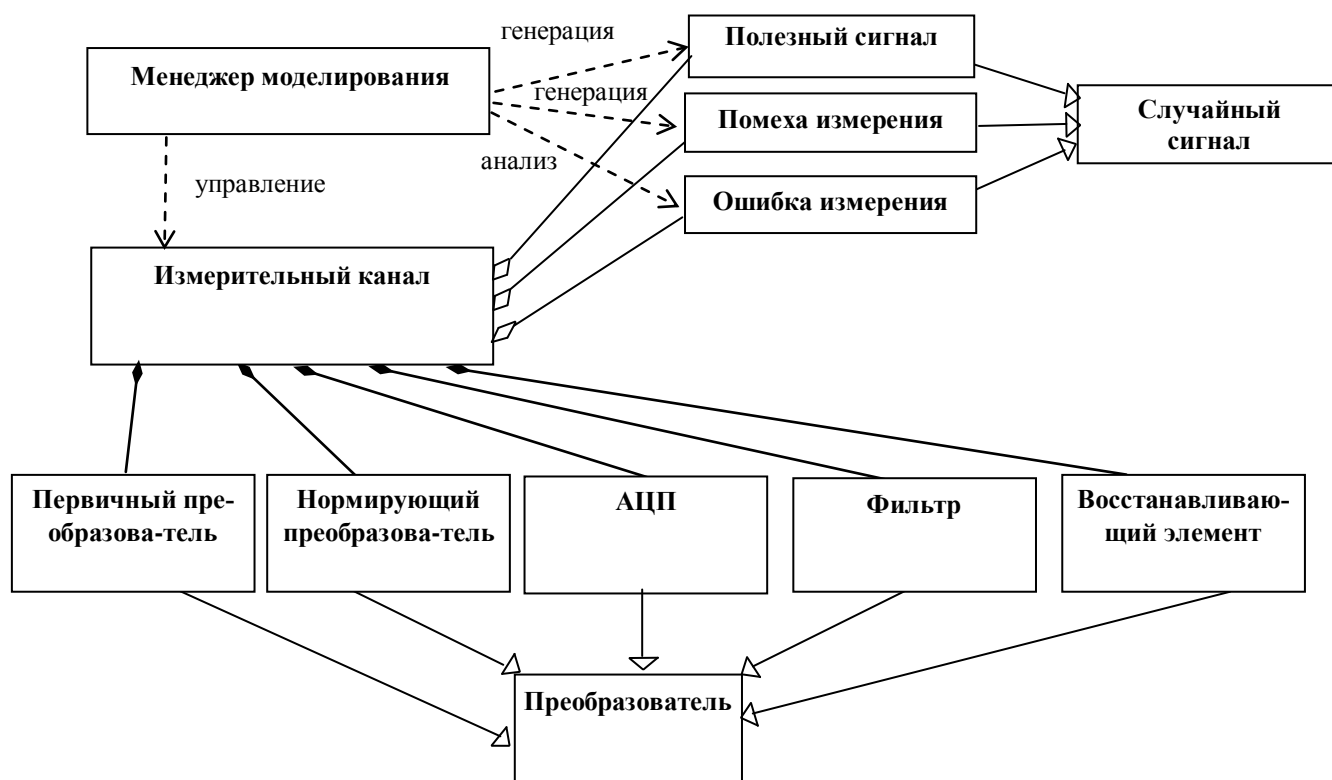 генерация
Полезный сигнал
Менеджер моделирования
генерация
Помеха измерения
Случайный
сигнал
анализ
управление
Ошибка измерения
Измерительный канал
Первичный пре-
образова-тель
Нормирующий
преобразова-тель
АЦП
Фильтр
Восстанавливаю-
щий элемент
Преобразователь